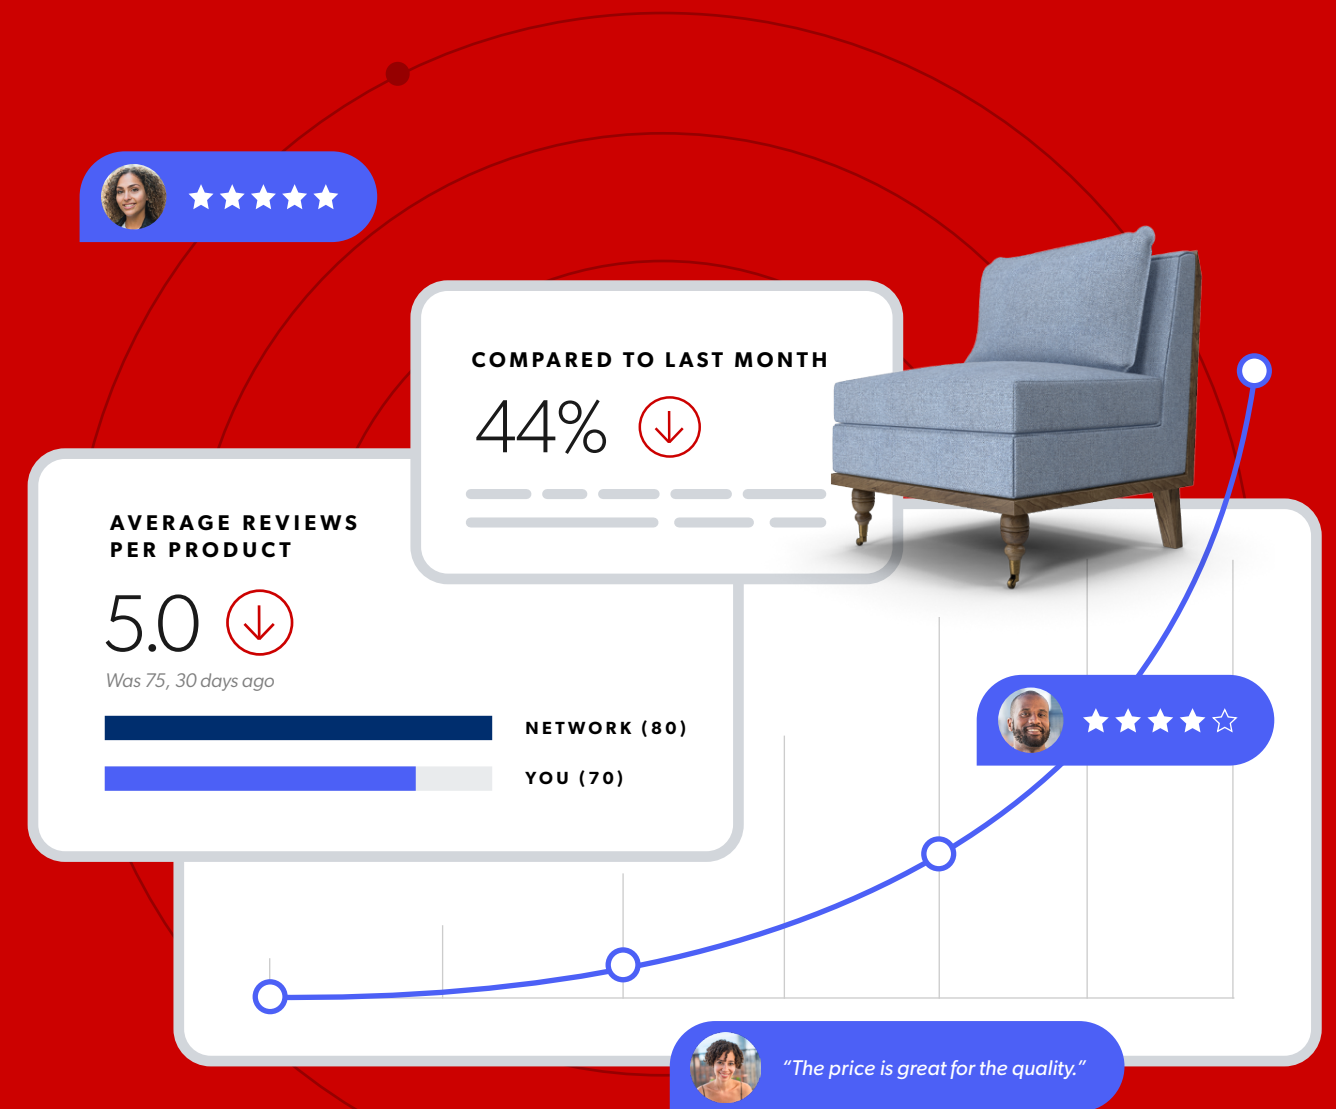 COMPARED TO LAST MONTH
44%
AVERAGE REVIEWS
PER PRODUCT
5.0
Was 75, 30 days ago
NETWORK (80)
YOU (70)
“The price is great for the quality.”